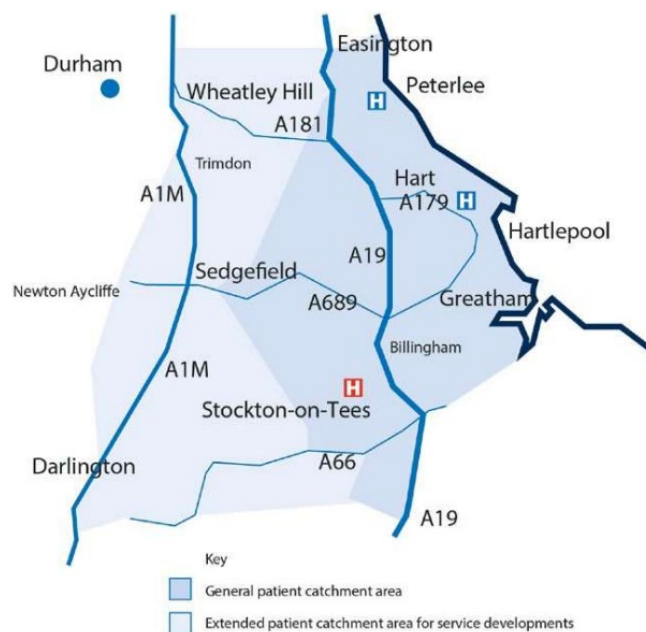 Easington
Durham
Peterlee
Wheatley Hill
A181
Trimdon
Hart
A1M
A179
Hartlepool
A19
Sedgefield
Newton Aycliffe
A689
Greatham
Billingham
A1M
H
H
H
Stockton-on-Tees
A66
Darlington
A19
Key
General patient catchment area
Extended patient catchment area for service developments